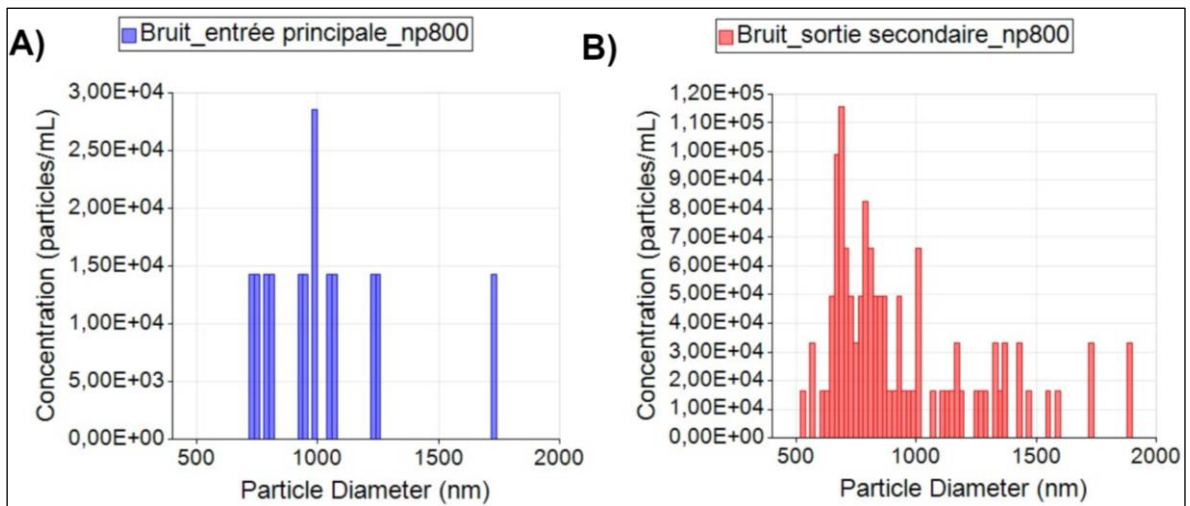 A)
Bruit_entrée principale_np800
Concentration (particles/mL)
3,00E+04
2,50E+04
2,00E+04
1,50E+04
1,00E+04
5,00E+03
0,00E+00
500
1000
1500
2000
Particle Diameter (nm)
B)
Bruit_sortie secondaire_np800
Concentration (particles/mL)
1,20E+05
1,10E+05
1,00E+05
9,00E+04
8,00E+04
7,00E+04
6,00E+04
5,00E+04
4,00E+04
3,00E+04
2,00E+04
1,00E+04
0,00E+00
500
1000
1500
2000
Particle Diameter (nm)